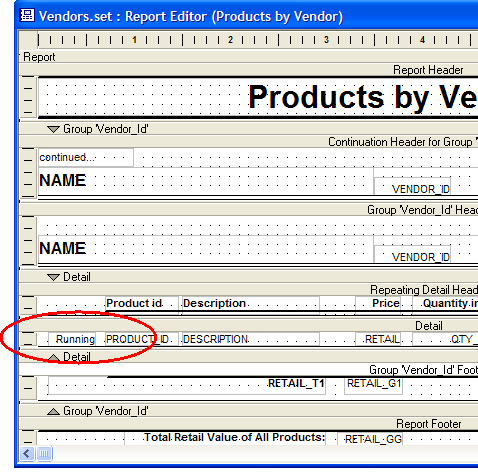 Vendors.set : Report Editor (Products by Vendor)
1 2 3 4
Report
Report Header
Products by Ve
Group 'Vendor_Id'
Continuation Header for Group '
continued...
NAME
VENDOR_ID
Group 'Vendor_Id' Head
NAME
VENDOR_ID
Detail
Repeating Detail Head
Product id Description Price Quantity in
Detail
Running PRODUCT_ID DESCRIPTION RETAIL QTY_
Detail
Group 'Vendor_Id' Foot
RETAIL_T1 RETAIL_G1
Group 'Vendor_Id'
Report Footer
Total Retail Value of All Products: RETAIL_GG